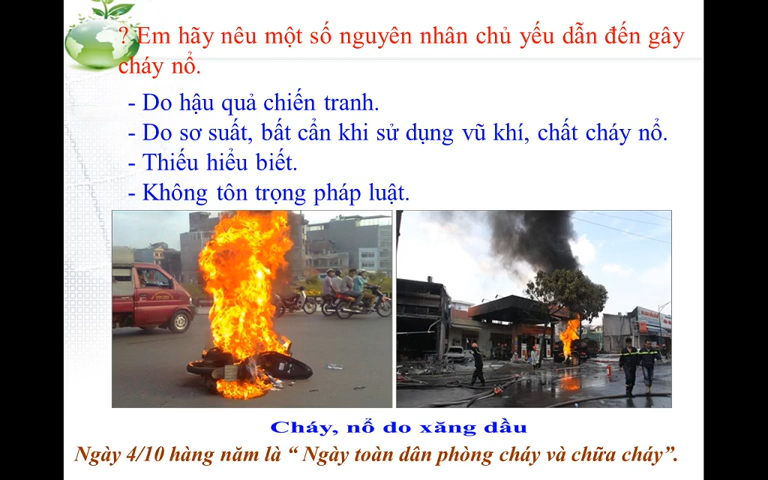 ? Em hãy nêu một số nguyên nhân chủ yếu dẫn đến gây
cháy nổ.
- Do hậu quả chiến tranh.
- Do sơ suất, bất cẩn khi sử dụng vũ khí, chất cháy nổ.
- Thiếu hiểu biết.
- Không tôn trọng pháp luật.
Cháy, nổ do xăng dầu
Ngày 4/10 hàng năm là “ Ngày toàn dân phòng cháy và chữa cháy”.